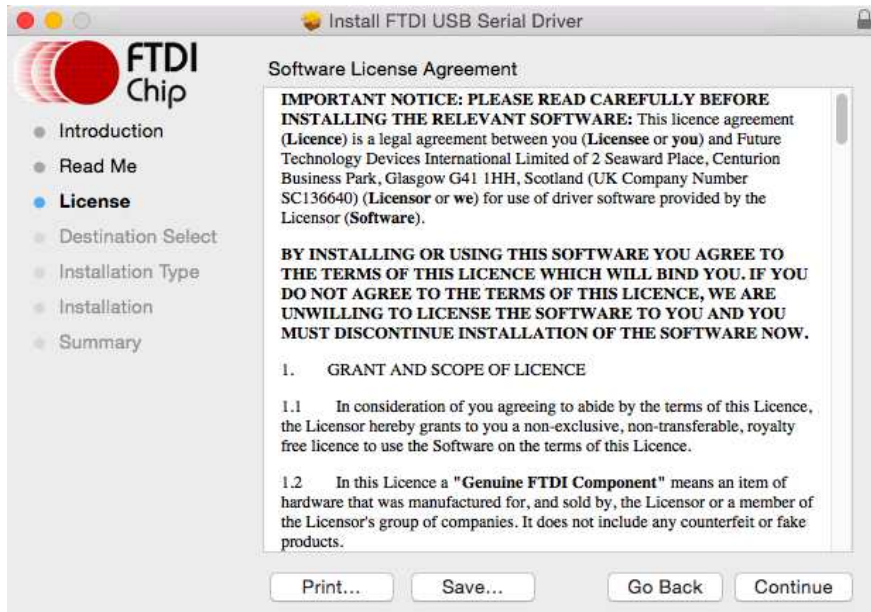 Install FTDI USB Serial Driver
FTDI
Chip
Introduction
Read Me
License
Destination Select
Installation Type
Installation
Summary
Software License Agreement
IMPORTANT NOTICE: PLEASE READ CAREFULLY BEFORE
INSTALLING THE RELEVANT SOFTWARE: This licence agreement
(Licence) is a legal agreement between you (Licensee or you) and Future
Technology Devices International Limited of 2 Seaward Place, Centurion
Business Park, Glasgow G41 1HH, Scotland (UK Company Number
SC136640) (Licensor or we) for use of driver software provided by the
Licensor (Software).
BY INSTALLING OR USING THIS SOFTWARE YOU AGREE TO
THE TERMS OF THIS LICENCE WHICH WILL BIND YOU. IF YOU
DO NOT AGREE TO THE TERMS OF THIS LICENCE, WE ARE
UNWILLING TO LICENSE THE SOFTWARE TO YOU AND YOU
MUST DISCONTINUE INSTALLATION OF THE SOFTWARE NOW.
1. GRANT AND SCOPE OF LICENCE
1.1 In consideration of you agreeing to abide by the terms of this Licence,
the Licensor hereby grants to you a non-exclusive, non-transferable, royalty
free licence to use the Software on the terms of this Licence.
1.2 In this Licence a "Genuine FTDI Component" means an item of
hardware that was manufactured for, and sold by, the Licensor or a member of
the Licensor's group of companies. It does not include any counterfeit or fake
products.
Print... Save... Go Back Continue